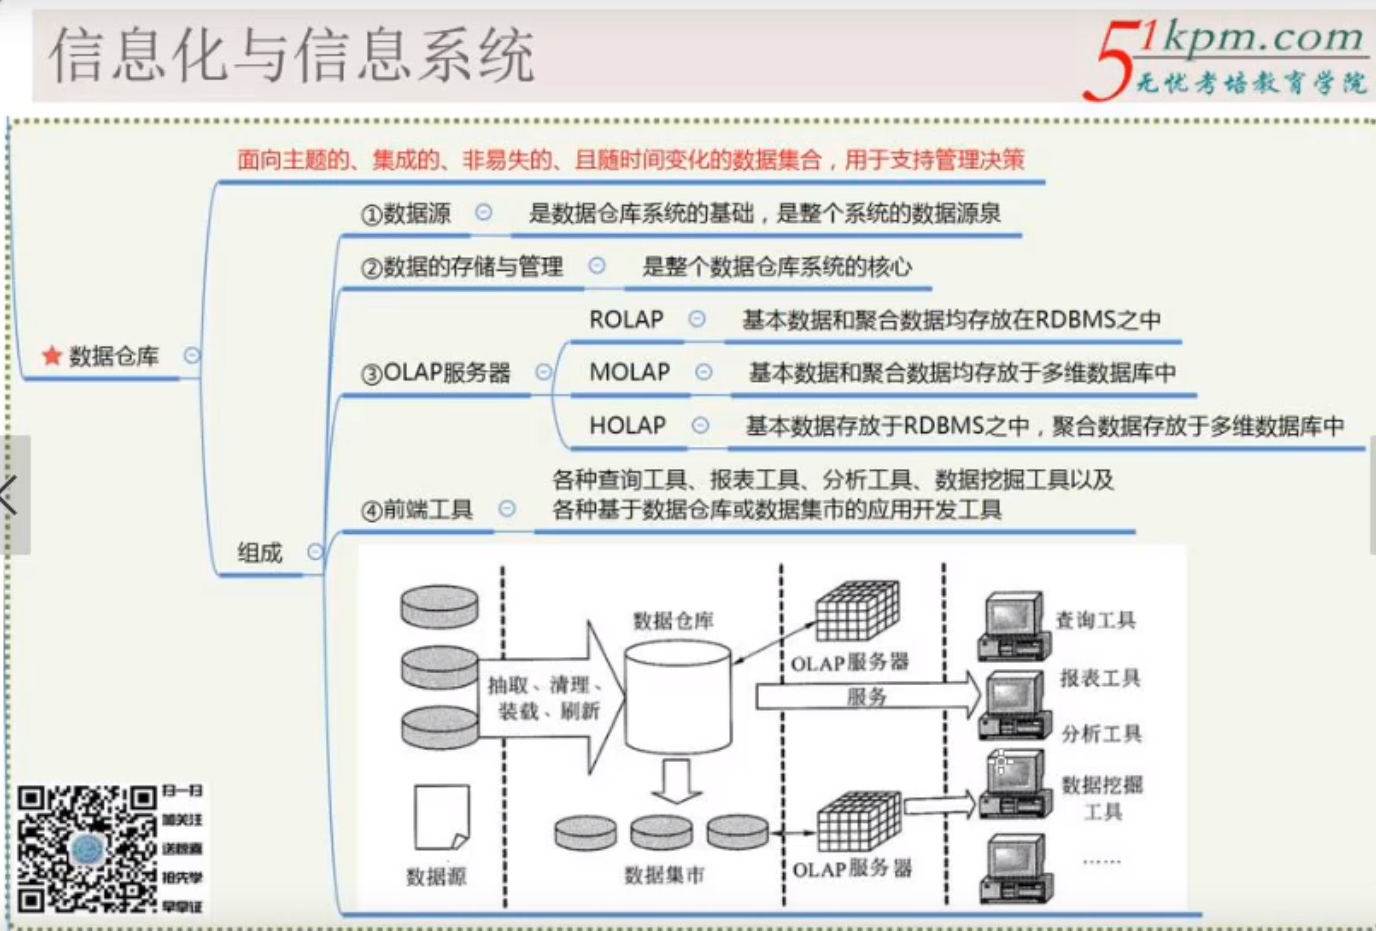 信息化与信息系统
51kpm.com
无忧考培教育学院
面向主题的、集成的、非易失的、且随时间变化的数据集合，用于支持管理决策
①数据源
是数据仓库系统的基础，是整个系统的数据源泉
②数据的存储与管理
是整个数据仓库系统的核心
ROLAP
基本数据和聚合数据均存放在RDBMS之中
数据仓库
③OLAP服务器
MOLAP
基本数据和聚合数据均存放于多维数据库中
HOLAP
基本数据存放于RDBMS之中，聚合数据存放于多维数据库中
④前端工具
各种查询工具、报表工具、分析工具、数据挖掘工具以及
各种基于数据仓库或数据集市的应用开发工具
组成
数据仓库
查询工具
OLAP服务器
抽取、清理、
装载、刷新
服务
报表工具
分析工具
数据挖掘
工具
数据源
数据集市
OLAP服务器
……
扫一扫
加关注
抢先学
早拿证